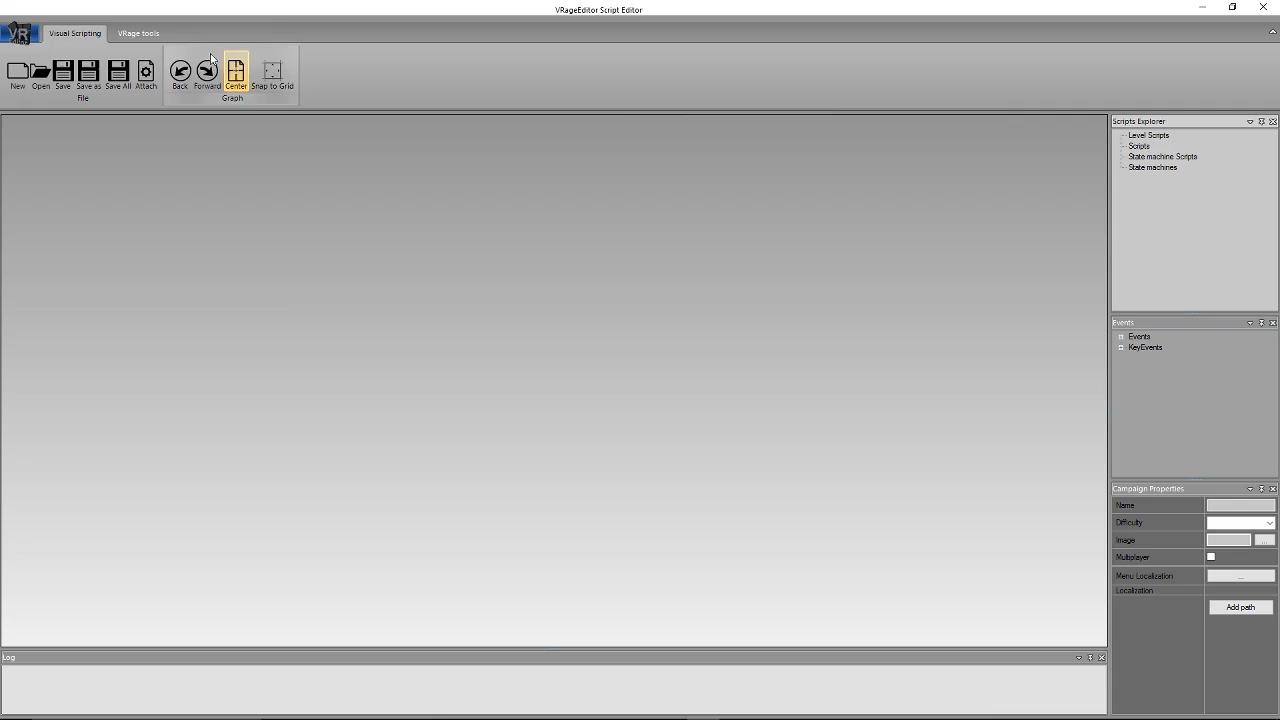 VRageEditor Script Editor
VR
Visual Scripting
VRage tools
New
Open
Save
Save as
Save All
Attach
Back
Forward
Center
Snap to Grid
File
Graph
Scripts Explorer
Level Scripts
Scripts
State machine Scripts
State machines
Events
Events
KeyEvents
Campaign Properties
Name
Difficulty
Image
...
Multiplayer
Menu Localization
...
Localization
Add path
Log